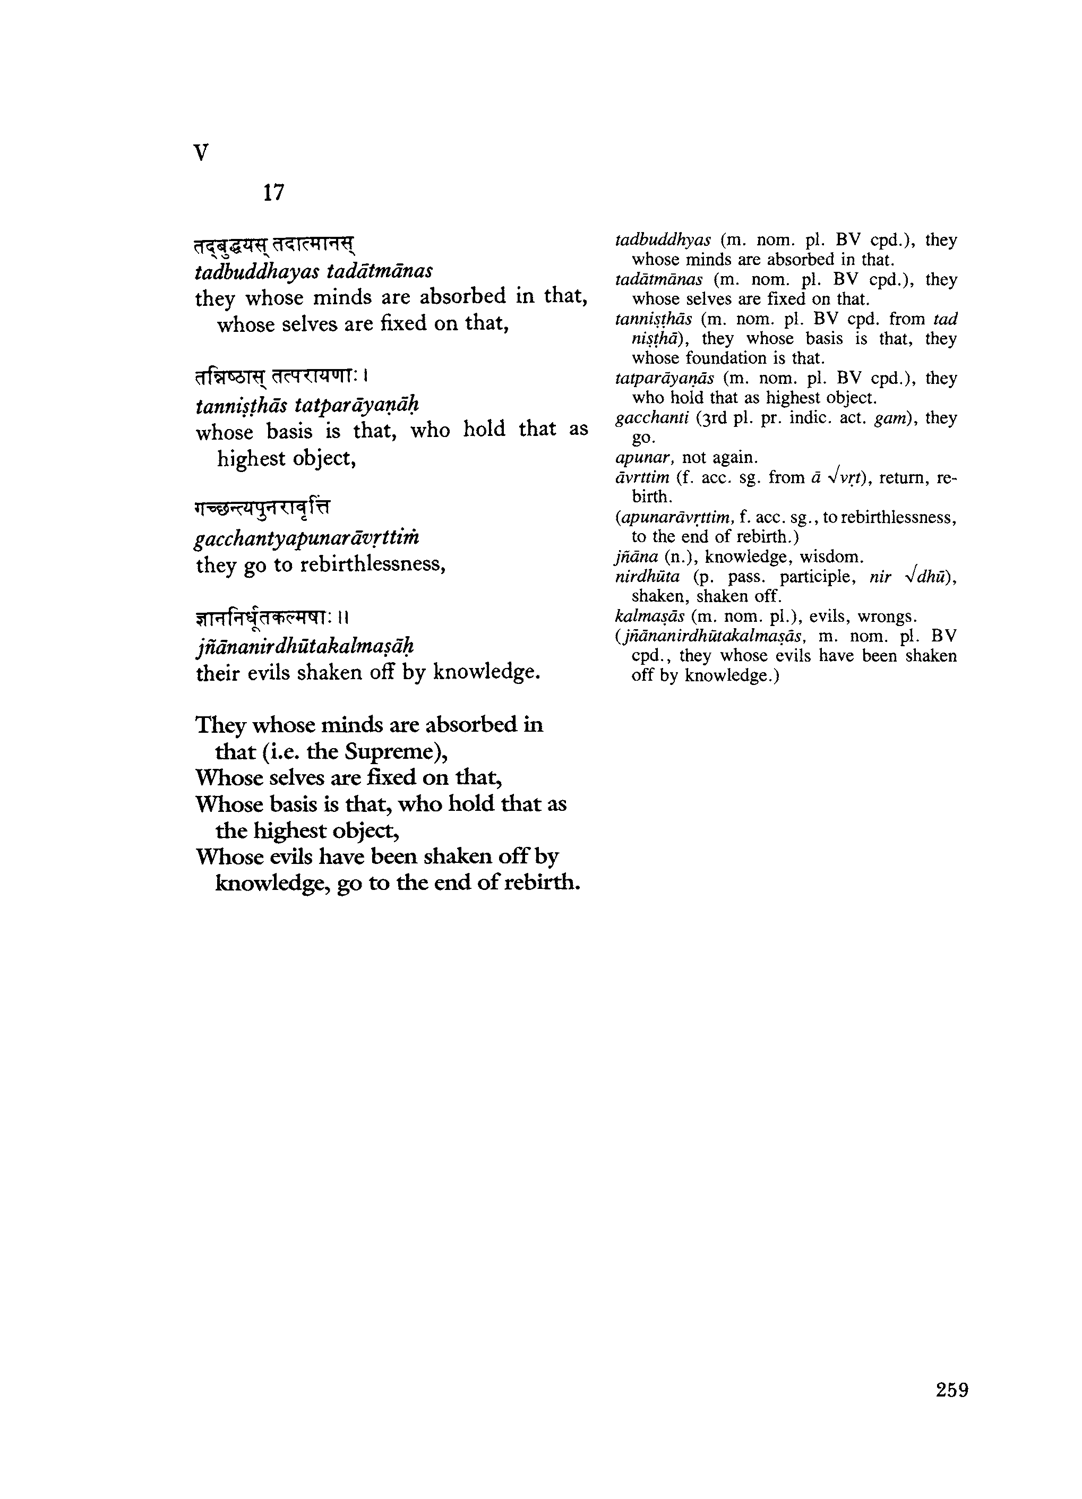 V
17
तद्बुद्धयस् तदात्मानस्
tadbuddhayas tadātmānas
they whose minds are absorbed in that,
whose selves are fixed on that,
तन्निष्ठास् तत्परायणाः ।
tanniṣṭhās tatparāyaṇāḥ
whose basis is that, who hold that as
highest object,
गच्छन्त्यपुनरावृत्तिं
gacchantyapunarāvṛttiṁ
they go to rebirthlessness,
ज्ञाननिर्धूतकल्मषाः ॥
jñānanirdhūtakalmaṣāḥ
their evils shaken off by knowledge.
They whose minds are absorbed in
that (i.e. the Supreme),
Whose selves are fixed on that,
Whose basis is that, who hold that as
the highest object,
Whose evils have been shaken off by
knowledge, go to the end of rebirth.
tadbuddhyas (m. nom. pl. BV cpd.), they
whose minds are absorbed in that.
tadātmānas (m. nom. pl. BV cpd.), they
whose selves are fixed on that.
tanniṣṭhās (m. nom. pl. BV cpd. from tad
niṣṭhā), they whose basis is that, they
whose foundation is that.
tatparāyaṇās (m. nom. pl. BV cpd.), they
who hold that as highest object.
gacchanti (3rd pl. pr. indic. act. gam), they
go.
apunar, not again.
āvrttim (f. acc. sg. from ā √vṛt), return, re-
birth.
(apunarāvṛttim, f. acc. sg., to rebirthlessness,
to the end of rebirth.)
jñāna (n.), knowledge, wisdom.
nirdhūta (p. pass. participle, nir √dhū),
shaken, shaken off.
kalmaṣās (m. nom. pl.), evils, wrongs.
(jñānanirdhūtakalmaṣās, m. nom. pl. BV
cpd., they whose evils have been shaken
off by knowledge.)
259